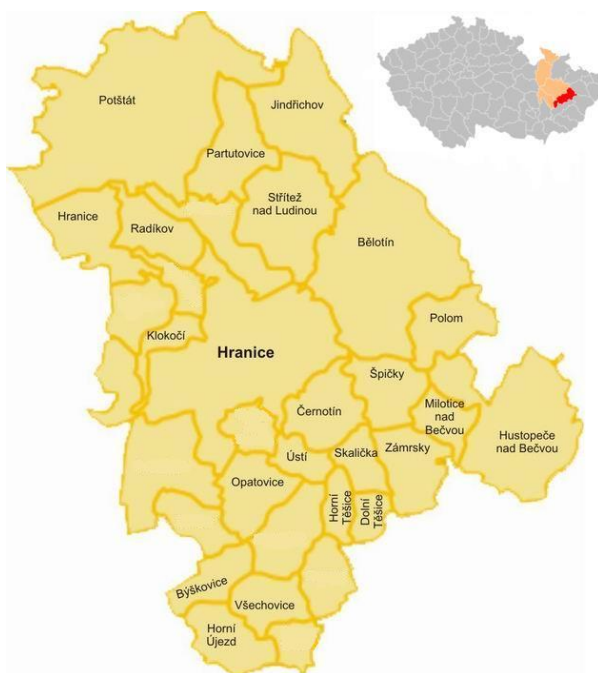 Potštát
Jindřichov
Partutovice
Střítež
nad Ludinou
Hranice
Radíkov
Bělotín
Polom
Klokočí
Hranice
Špičky
Černotín
Milotice
nad
Bečvou
Hustopeče
nad Bečvou
Ústí
Skalička
Zámrsky
Opatovice
Horní
Těšice
Dolní
Těšice
Býškovice
Všechovice
Horní
Újezd